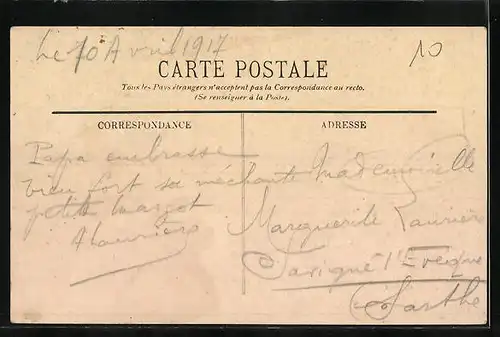 Le 10 Avril 1917
10
CARTE POSTALE
Tous les Pays étrangers n'acceptent pas la Correspondance au recto.
(Se renseigner à la Poste).
CORRESPONDANCE
Papa embrasse
bien fort sa méchante
petite Margot
ADRESSE
Mademoiselle
Marguerite Lauriez
Savigné l'Evêque
Sarthe